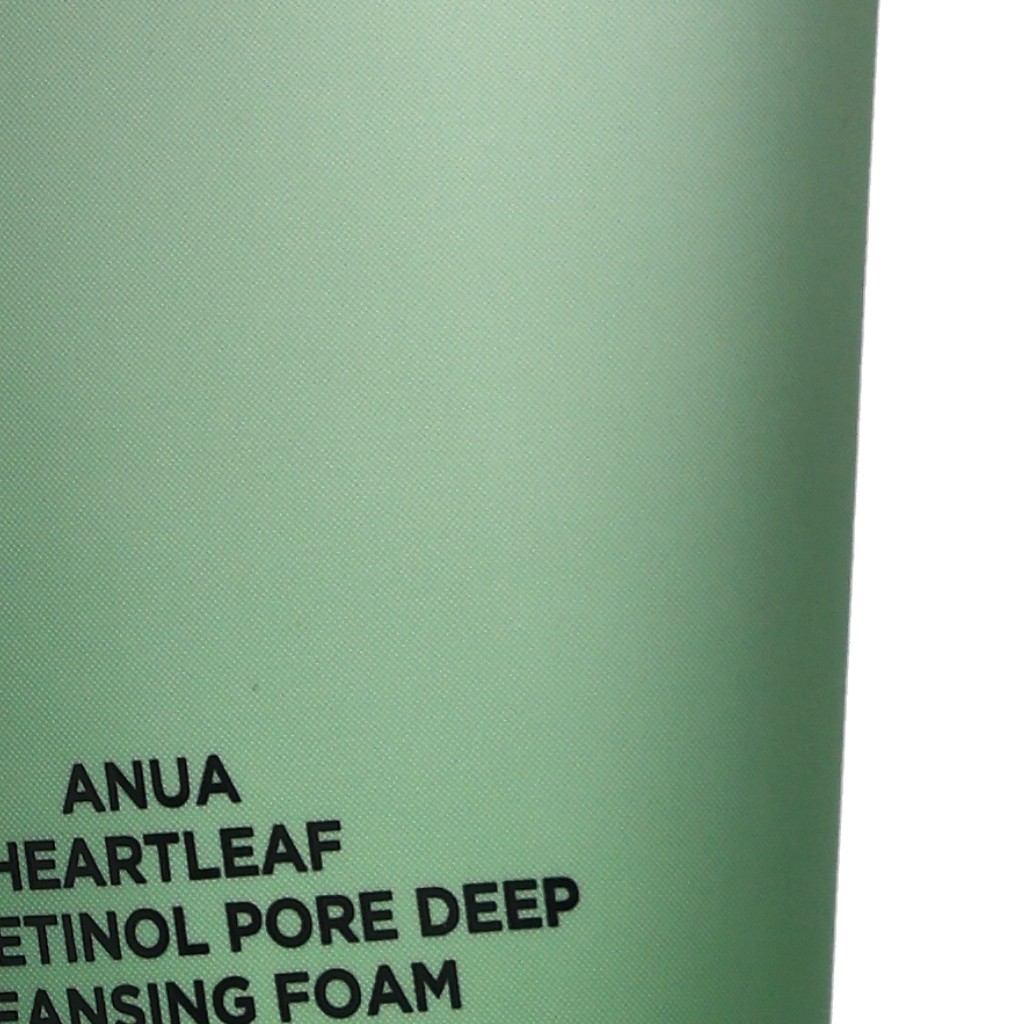 ANUA
HEARTLEAF
ETINOL PORE DEEP
EANSING FOAM